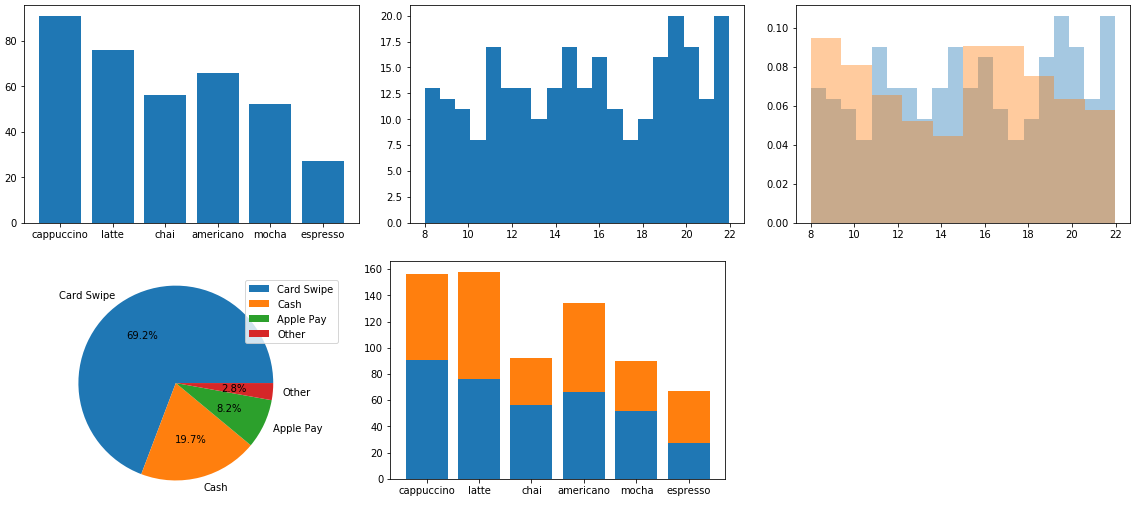 80
60
40
20
0
cappuccino latte chai americano mocha espresso
20.0
17.5
15.0
12.5
10.0
7.5
5.0
2.5
0.0
8 10 12 14 16 18 20 22
0.10
0.08
0.06
0.04
0.02
0.00
8 10 12 14 16 18 20 22
Card Swipe
69.2%
19.7%
8.2%
2.8%
Other
Apple Pay
Cash
Card Swipe
Cash
Apple Pay
Other
160
140
120
100
80
60
40
20
0
cappuccino latte chai americano mocha espresso